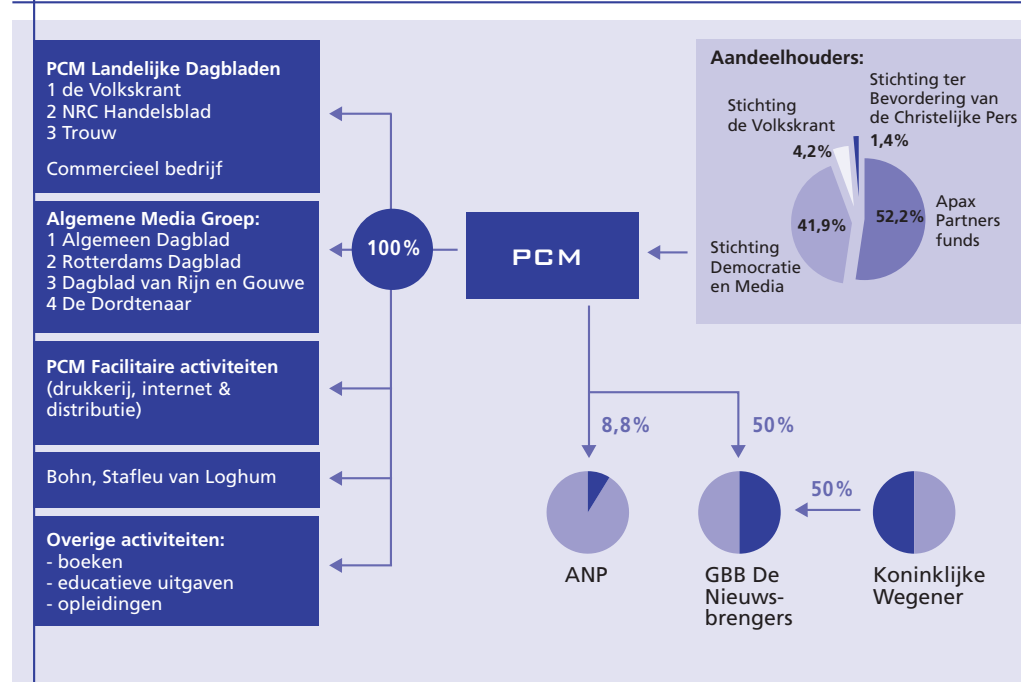 PCM Landelijke Dagbladen
1 de Volkskrant
2 NRC Handelsblad
3 Trouw
Commercieel bedrijf
Algemene Media Groep:
1 Algemeen Dagblad
2 Rotterdams Dagblad
3 Dagblad van Rijn en Gouwe
4 De Dordtenaar
PCM Facilitaire activiteiten
(drukkerij, internet &
distributie)
Bohn, Stafleu van Loghum
Overige activiteiten:
- boeken
- educatieve uitgaven
- opleidingen
100%
PCM
Aandeelhouders:
Stichting ter
Bevordering van
de Christelijke Pers
1,4%
Stichting
de Volkskrant
4,2%
41,9%
52,2%
Apax
Partners
funds
Stichting
Democratie
en Media
8,8%
50%
50%
ANP
GBB De
Nieuws-
brengers
Koninklijke
Wegener